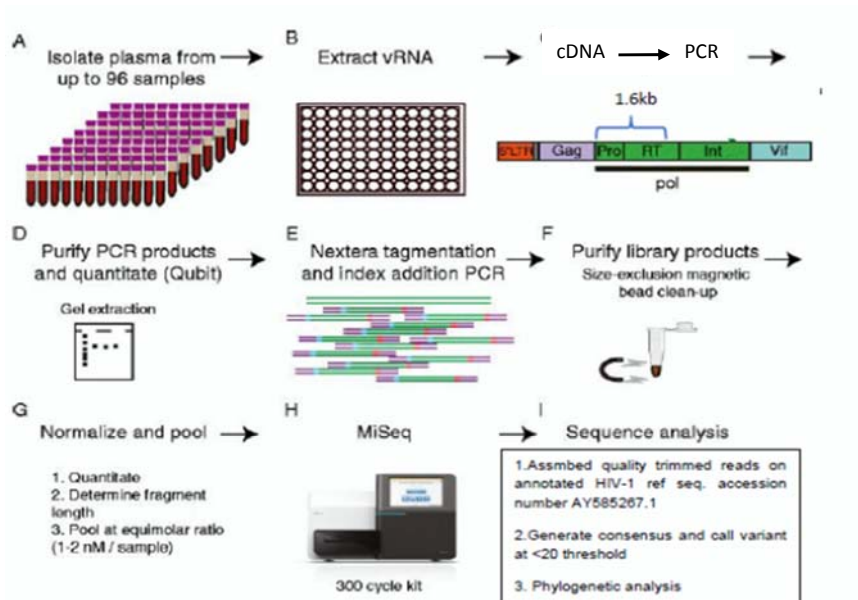 A
Isolate plasma from
up to 96 samples
B
Extract vRNA
cDNA
PCR
1.6kb
5'LTR
Gag
Pro
RT
Int
Vif
pol
D
Purify PCR products
and quantitate (Qubit)
Gel extraction
E
Nextera tagmentation
and index addition PCR
F
Purify library products
Size-exclusion magnetic
bead clean-up
G
Normalize and pool
1. Quantitate
2. Determine fragment
length
3. Pool at equimolar ratio
(1-2 nM / sample)
H
MiSeq
300 cycle kit
I
Sequence analysis
1.Assmbed quality trimmed reads on
annotated HIV-1 ref seq. accession
number AY585267.1
2.Generate consensus and call variant
at <20 threshold
3. Phylogenetic analysis